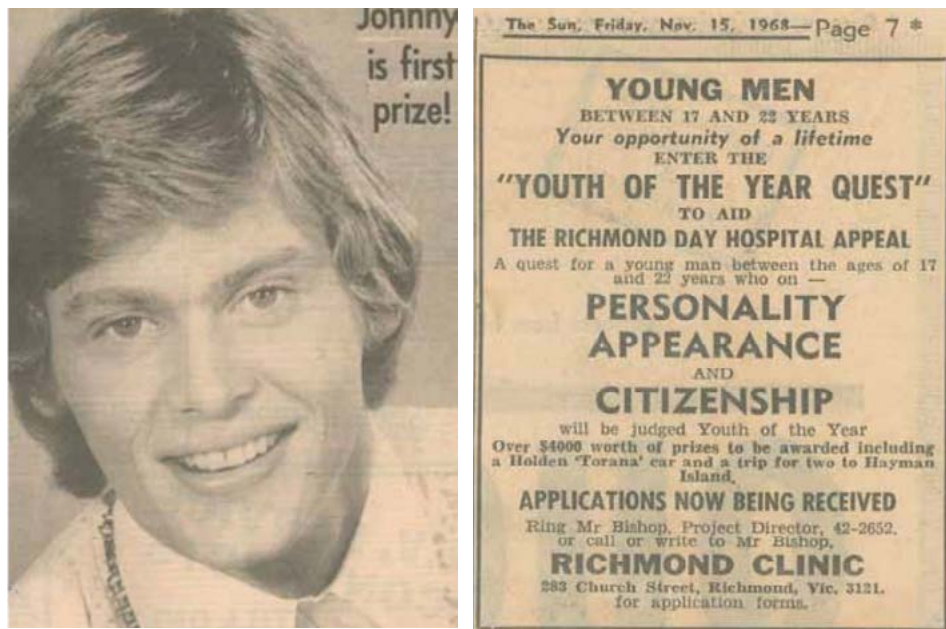 Johnny
is first
prize!
The Sun, Friday, Nov. 15, 1968—Page 7 *
YOUNG MEN
BETWEEN 17 AND 22 YEARS
Your opportunity of a lifetime
ENTER THE
"YOUTH OF THE YEAR QUEST"
TO AID
THE RICHMOND DAY HOSPITAL APPEAL
A quest for a young man between the ages of 17
and 22 years who on —
PERSONALITY
APPEARANCE
AND
CITIZENSHIP
will be judged Youth of the Year
Over $4000 worth of prizes to be awarded including
a Holden 'Torana' car and a trip for two to Hayman
Island,
APPLICATIONS NOW BEING RECEIVED
Ring Mr Bishop, Project Director, 42-2652.
or call or write to Mr Bishop,
RICHMOND CLINIC
283 Church Street, Richmond, Vic. 3121.
for application forms.